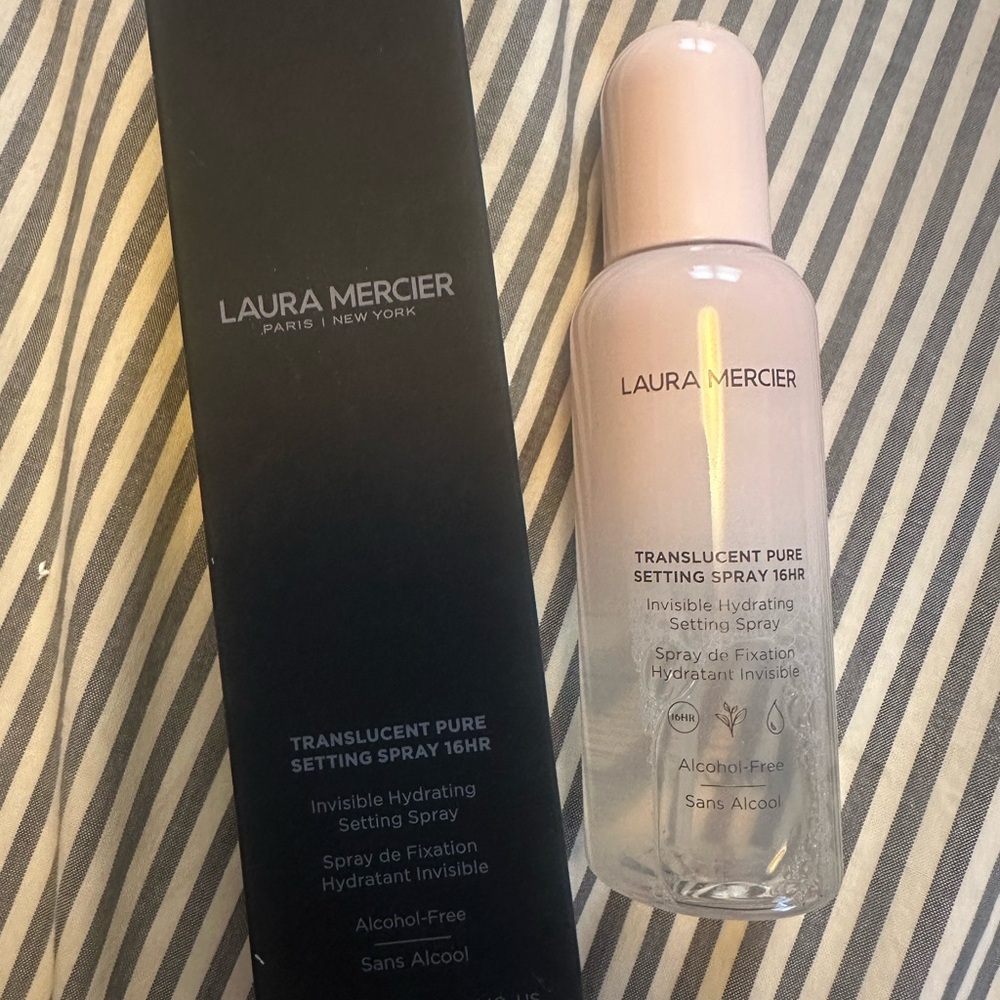 LAURA MERCIER
PARIS | NEW YORK
TRANSLUCENT PURE
SETTING SPRAY 16HR
Invisible Hydrating
Setting Spray
Spray de Fixation
Hydratant Invisible
Alcohol-Free
Sans Alcool
LAURA MERCIER
TRANSLUCENT PURE
SETTING SPRAY 16HR
Invisible Hydrating
Setting Spray
Spray de Fixation
Hydratant Invisible
16HR
Alcohol-Free
Sans Alcool